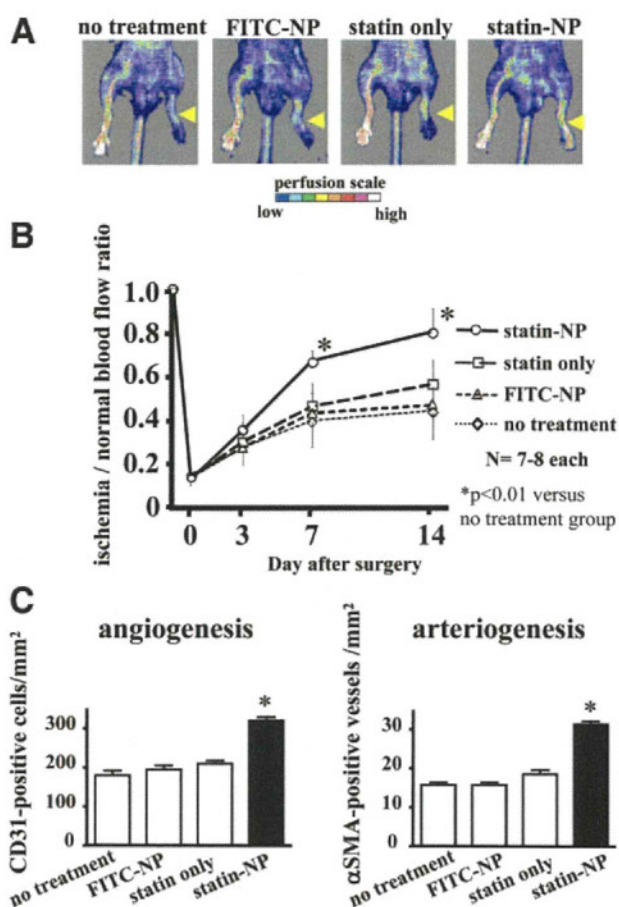 A
no treatment FITC-NP statin only statin-NP
perfusion scale
low high
B
ischemia / normal blood flow ratio
1.0
0.8
0.6
0.4
0.2
0
0 3 7 14
Day after surgery
* *
statin-NP
statin only
FITC-NP
no treatment
N= 7-8 each
*p<0.01 versus
no treatment group
C
angiogenesis
CD31-positive cells/mm²
300
200
100
0
*
no treatment
FITC-NP
statin only
statin-NP
arteriogenesis
αSMA-positive vessels /mm²
30
20
10
0
*
no treatment
FITC-NP
statin only
statin-NP